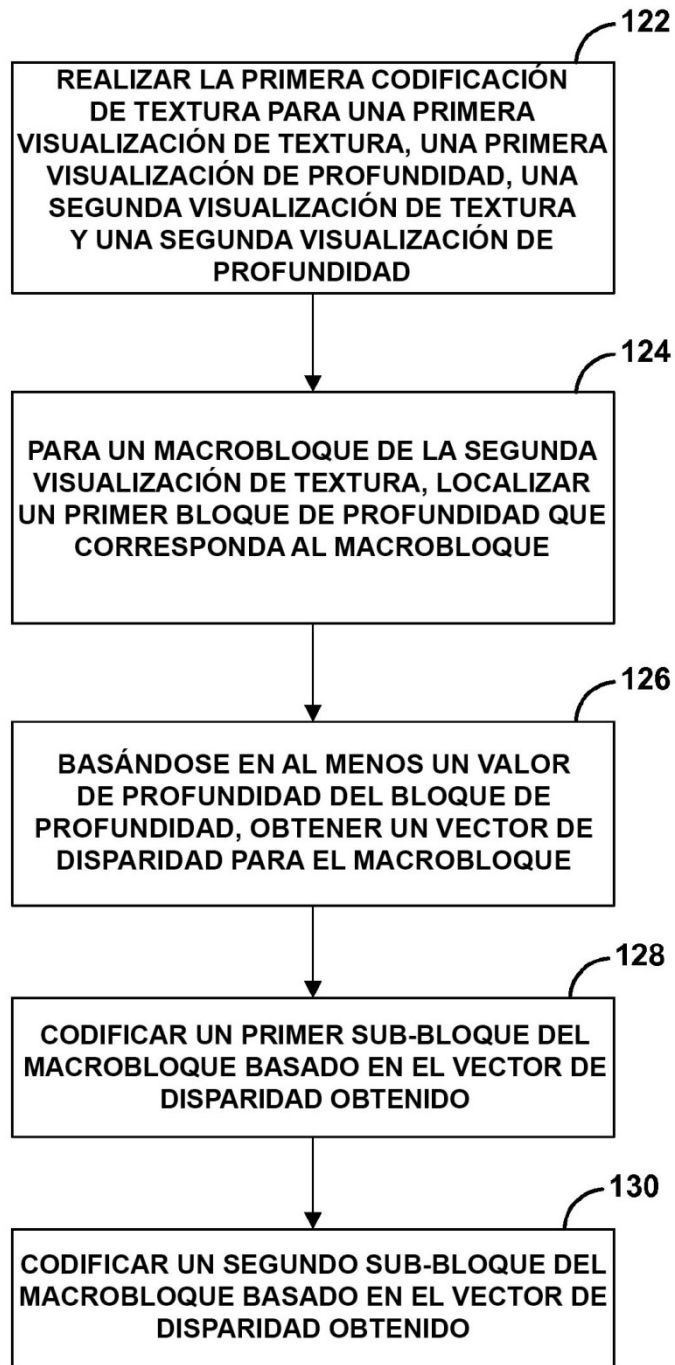 122
REALIZAR LA PRIMERA CODIFICACIÓN
DE TEXTURA PARA UNA PRIMERA
VISUALIZACIÓN DE TEXTURA, UNA PRIMERA
VISUALIZACIÓN DE PROFUNDIDAD, UNA
SEGUNDA VISUALIZACIÓN DE TEXTURA
Y UNA SEGUNDA VISUALIZACIÓN DE
PROFUNDIDAD
124
PARA UN MACROBLOQUE DE LA SEGUNDA
VISUALIZACIÓN DE TEXTURA, LOCALIZAR
UN PRIMER BLOQUE DE PROFUNDIDAD QUE
CORRESPONDA AL MACROBLOQUE
126
BASÁNDOSE EN AL MENOS UN VALOR
DE PROFUNDIDAD DEL BLOQUE DE
PROFUNDIDAD, OBTENER UN VECTOR DE
DISPARIDAD PARA EL MACROBLOQUE
128
CODIFICAR UN PRIMER SUB-BLOQUE DEL
MACROBLOQUE BASADO EN EL VECTOR DE
DISPARIDAD OBTENIDO
130
CODIFICAR UN SEGUNDO SUB-BLOQUE DEL
MACROBLOQUE BASADO EN EL VECTOR DE
DISPARIDAD OBTENIDO